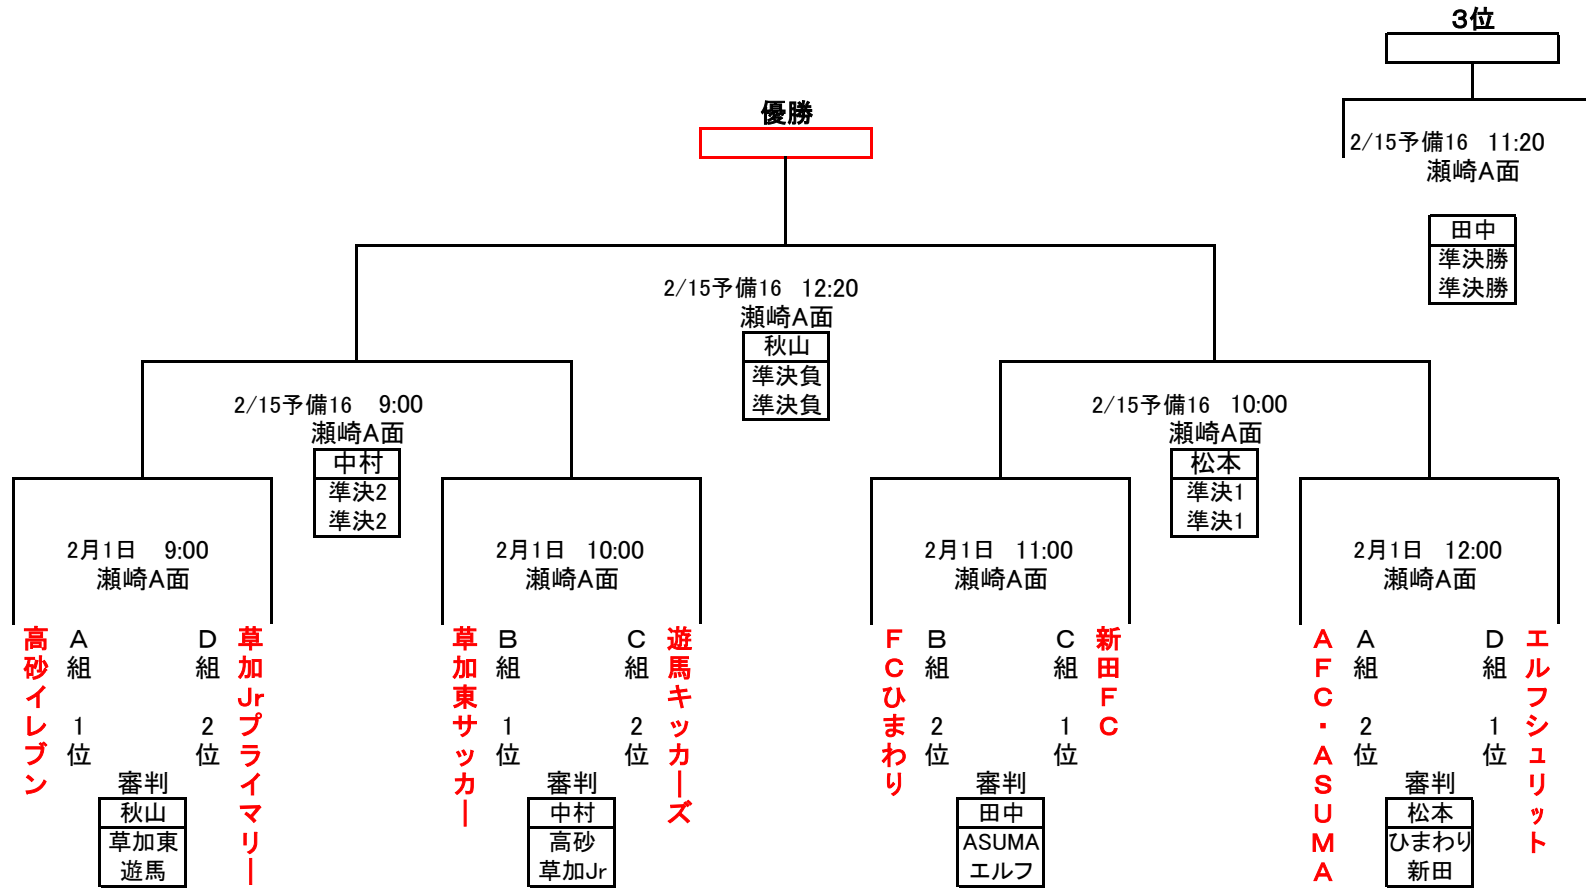 3位
優勝
2/15予備16 11:20
瀬崎A面
田中
準決勝
準決勝
2/15予備16 12:20
瀬崎A面
秋山
準決負
準決負
2/15予備16 9:00
瀬崎A面
中村
準決2
準決2
2/15予備16 10:00
瀬崎A面
松本
準決1
準決1
2月1日 9:00
瀬崎A面
2月1日 10:00
瀬崎A面
2月1日 11:00
瀬崎A面
2月1日 12:00
瀬崎A面
高砂イレブン
A組 1位
D組 2位
草加Jrプライマリー
草加東サッカー
B組 1位
C組 2位
遊馬キッカーズ
FCひまわり
B組 2位
C組 1位
新田FC
AFC・ASUMA
A組 2位
D組 1位
エルフシュリット
審判
秋山
草加東
遊馬
審判
中村
高砂
草加Jr
審判
田中
ASUMA
エルフ
審判
松本
ひまわり
新田